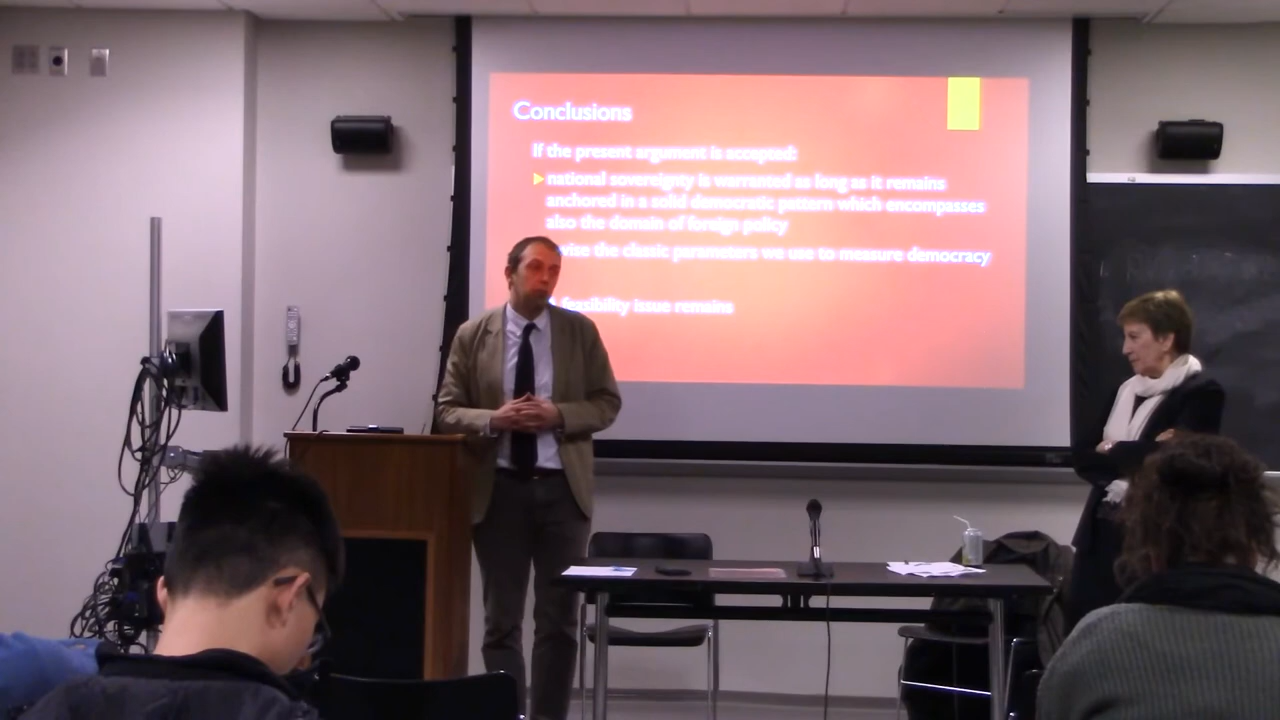 Conclusions
If the present argument is accepted:
national sovereignty is warranted as long as it remains
anchored in a solid democratic pattern which encompasses
also the domain of foreign policy
the classic parameters we use to measure democracy
feasibility issue remains